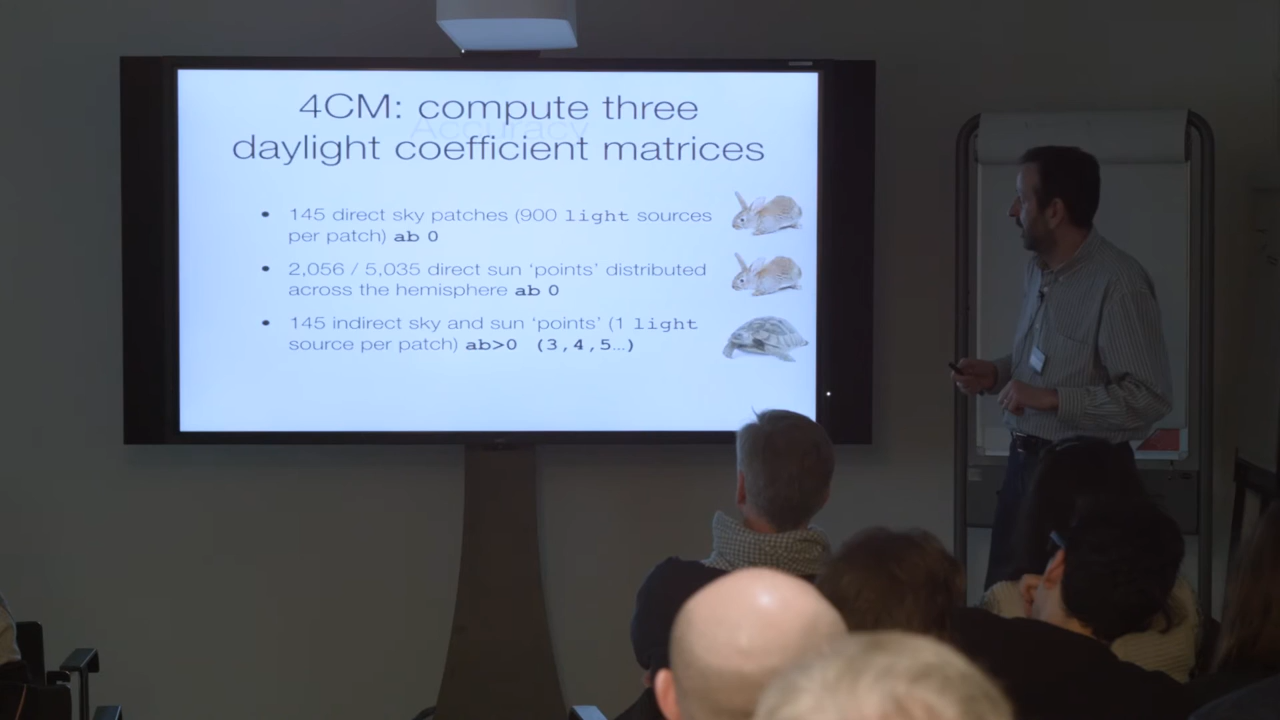 4CM: compute three
Accuracy
daylight coefficient matrices
• 145 direct sky patches (900 light sources
per patch) ab 0
• 2,056 / 5,035 direct sun ‘points’ distributed
across the hemisphere ab 0
• 145 indirect sky and sun ‘points’ (1 light
source per patch) ab>0 (3,4,5…)